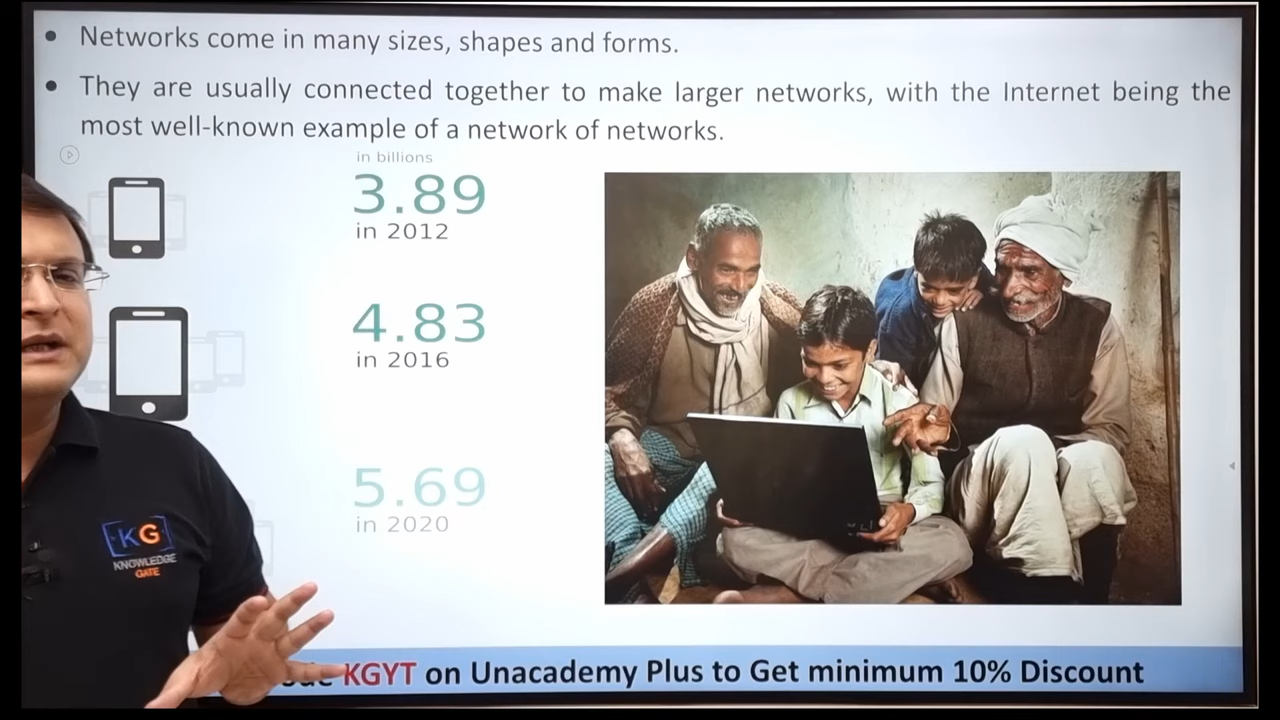 • Networks come in many sizes, shapes and forms.
• They are usually connected together to make larger networks, with the Internet being the
most well-known example of a network of networks.
in billions
3.89
in 2012
4.83
in 2016
5.69
in 2020
KG
KNOWLEDGE
GATE
KGYT on Unacademy Plus to Get minimum 10% Discount